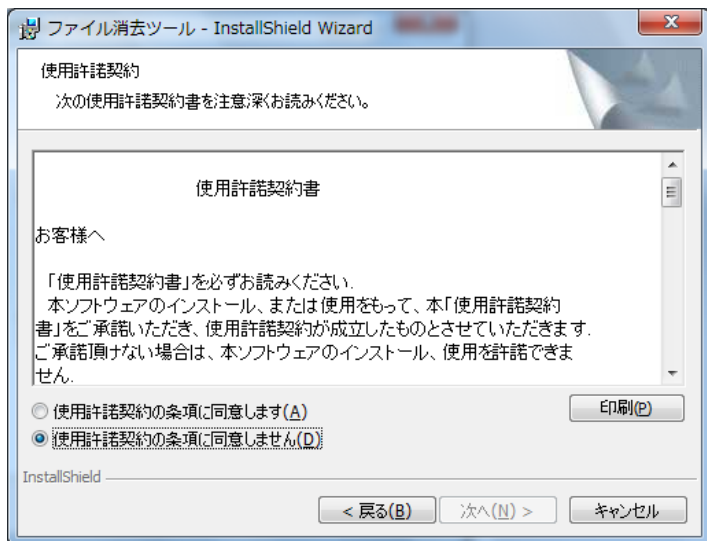 ファイル消去ツール - InstallShield Wizard
使用許諾契約
次の使用許諾契約書を注意深くお読みください。
使用許諾契約書
お客様へ
「使用許諾契約書」を必ずお読みください.
本ソフトウェアのインストール、または使用をもって、本「使用許諾契約
書」をご承諾いただき、使用許諾契約が成立したものとさせていただきます.
ご承諾頂けない場合は、本ソフトウェアのインストール、使用を許諾できま
せん.
使用許諾契約の条項に同意します(A)
印刷(P)
使用許諾契約の条項に同意しません(D)
InstallShield
< 戻る(B)
次へ(N) >
キャンセル